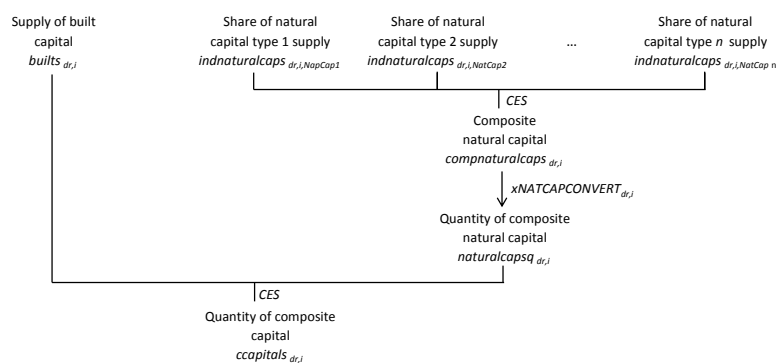 Supply of built
capital
builts dr,i
Share of natural
capital type 1 supply
indnaturalcaps dr,i,NapCap1
Share of natural
capital type 2 supply
indnaturalcaps dr,i,NatCap2
...
Share of natural
capital type n supply
indnaturalcaps dr,i,NatCap n
CES
Composite
natural capital
compnaturalcaps dr,i
xNATCAPCONVERT dr,i
Quantity of composite
natural capital
naturalcapsq dr,i
CES
Quantity of composite
capital
ccapitals dr,i